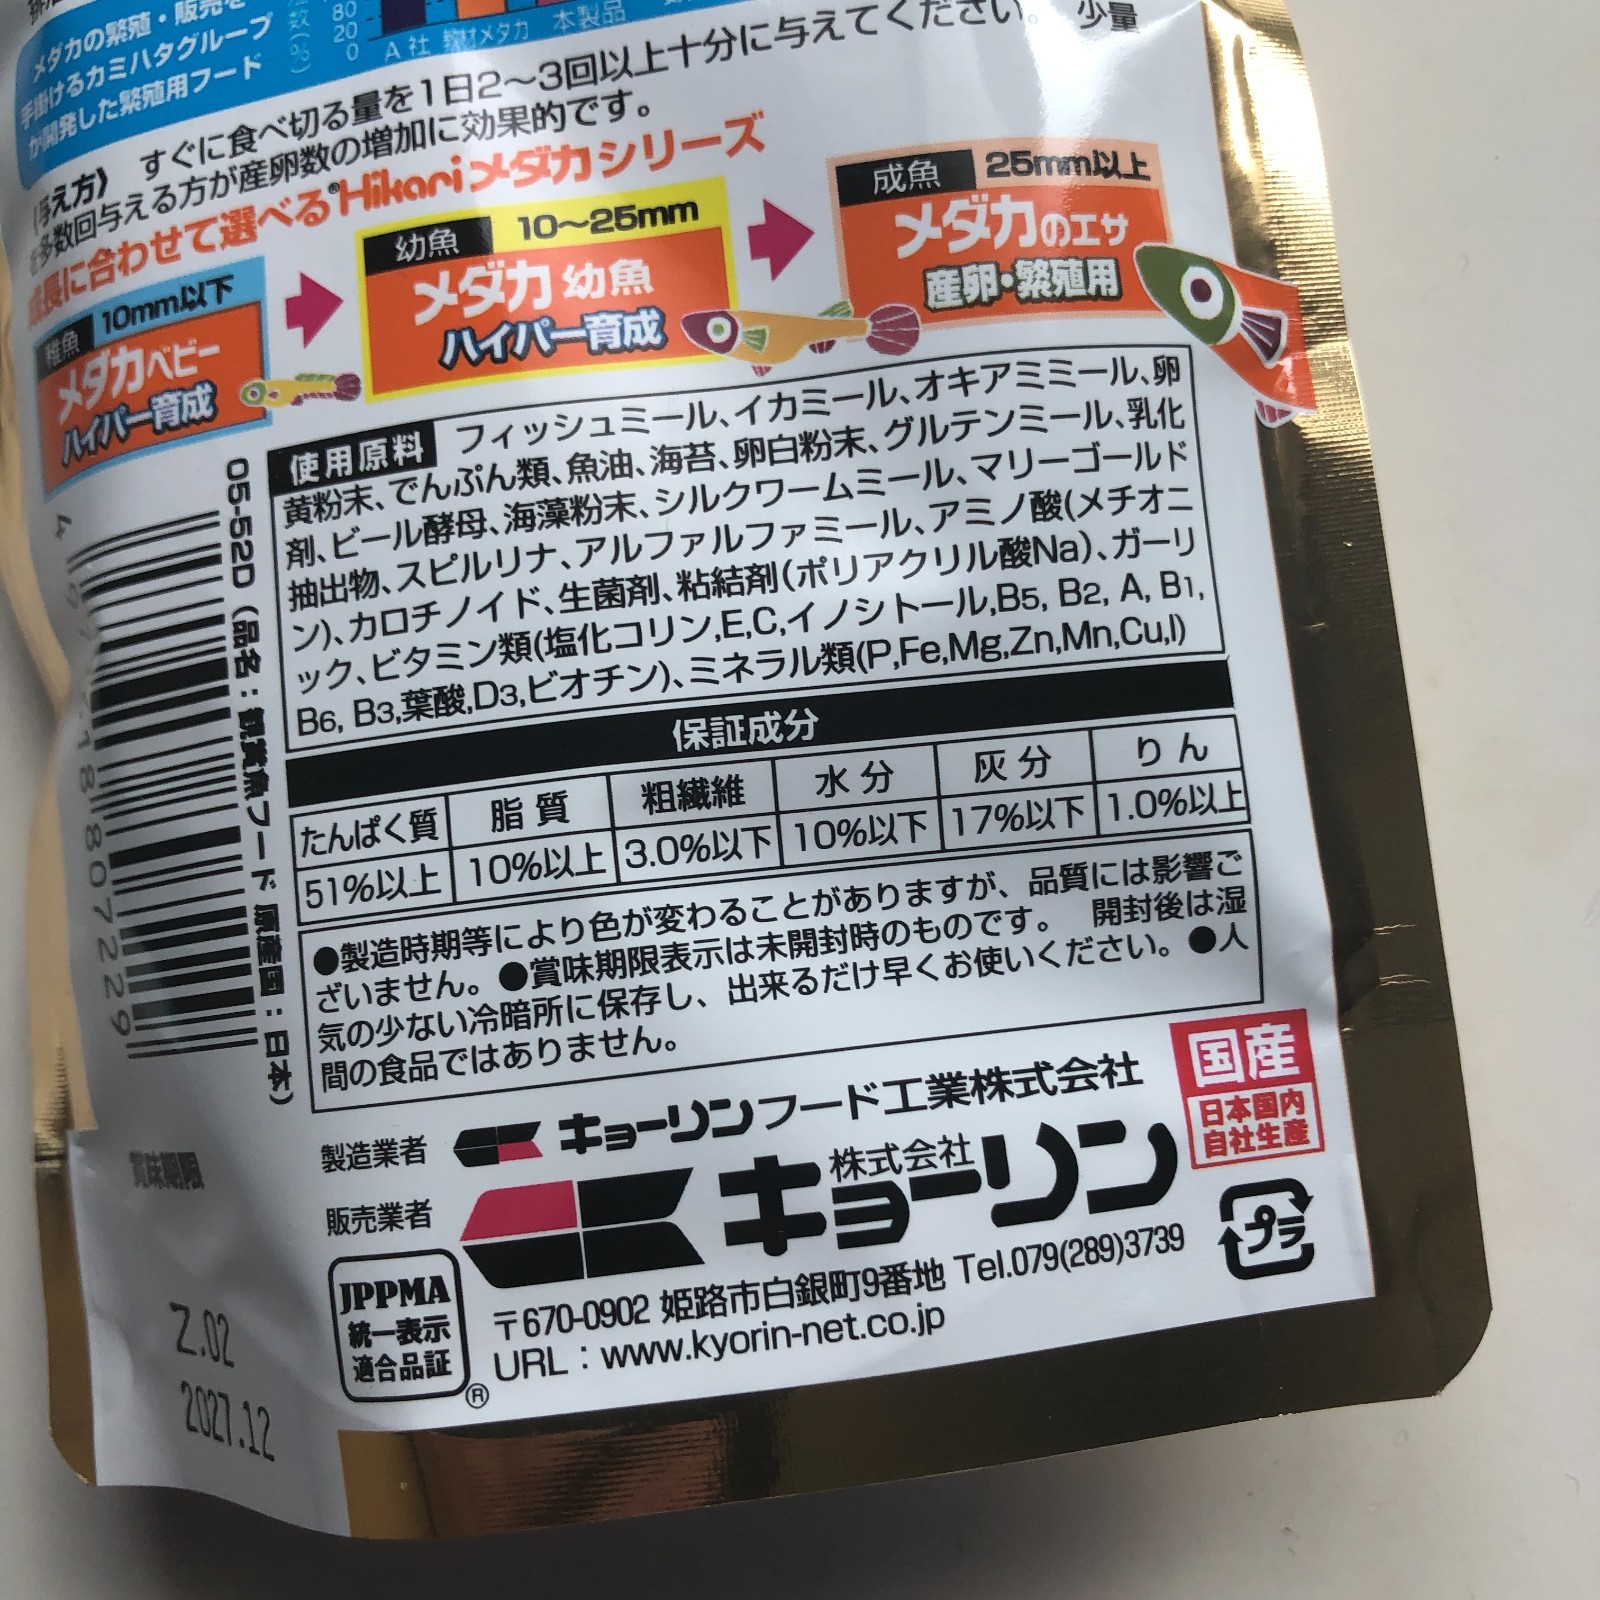 メダカの繁殖・販売を
手掛けるカミハタグループ
が開発した繁殖用フード
80
20
0
A社 教材メタカ 本製品
すぐに食べ切る量を1日2〜3回以上十分に与えてください。 少量
を多数回与える方が産卵数の増加に効果的です。
成長に合わせて選べるHikariメダカシリーズ
稚魚 10mm以下
メダカベビー
ハイパー育成
幼魚 10〜25mm
メダカ 幼魚
ハイパー育成
成魚 25mm以上
メダカのエサ
産卵・繁殖用
使用原料 フィッシュミール、イカミール、オキアミミール、卵
黄粉末、でんぷん類、魚油、海苔、卵白粉末、グルテンミール、乳化
剤、ビール酵母、海藻粉末、シルクワームミール、マリーゴールド
抽出物、スピルリナ、アルファルファミール、アミノ酸(メチオニ
ン)、カロチノイド、生菌剤、粘結剤(ポリアクリル酸Na)、ガーリ
ック、ビタミン類(塩化コリン,E,C,イノシトール,B5, B2, A, B1,
B6, B3,葉酸,D3,ビオチン)、ミネラル類(P,Fe,Mg,Zn,Mn,Cu,I)
保証成分
たんぱく質 脂質 粗繊維 水分 灰分 りん
51%以上 10%以上 3.0%以下 10%以下 17%以下 1.0%以上
●製造時期等により色が変わることがありますが、品質には影響ご
ざいません。●賞味期限表示は未開封時のものです。 開封後は湿
気の少ない冷暗所に保存し、出来るだけ早くお使いください。●人
間の食品ではありません。
05-52D (品名:観賞魚フード 原産国:日本)
製造業者 キョーリンフード工業株式会社
販売業者 株式会社 キョーリン
〒670-0902 姫路市白銀町9番地 Tel.079(289)3739
URL:www.kyorin-net.co.jp
国産
日本国内
自社生産
プラ
JPPMA
統一表示
適合品証
®
賞味期限
Z.02
2027.12